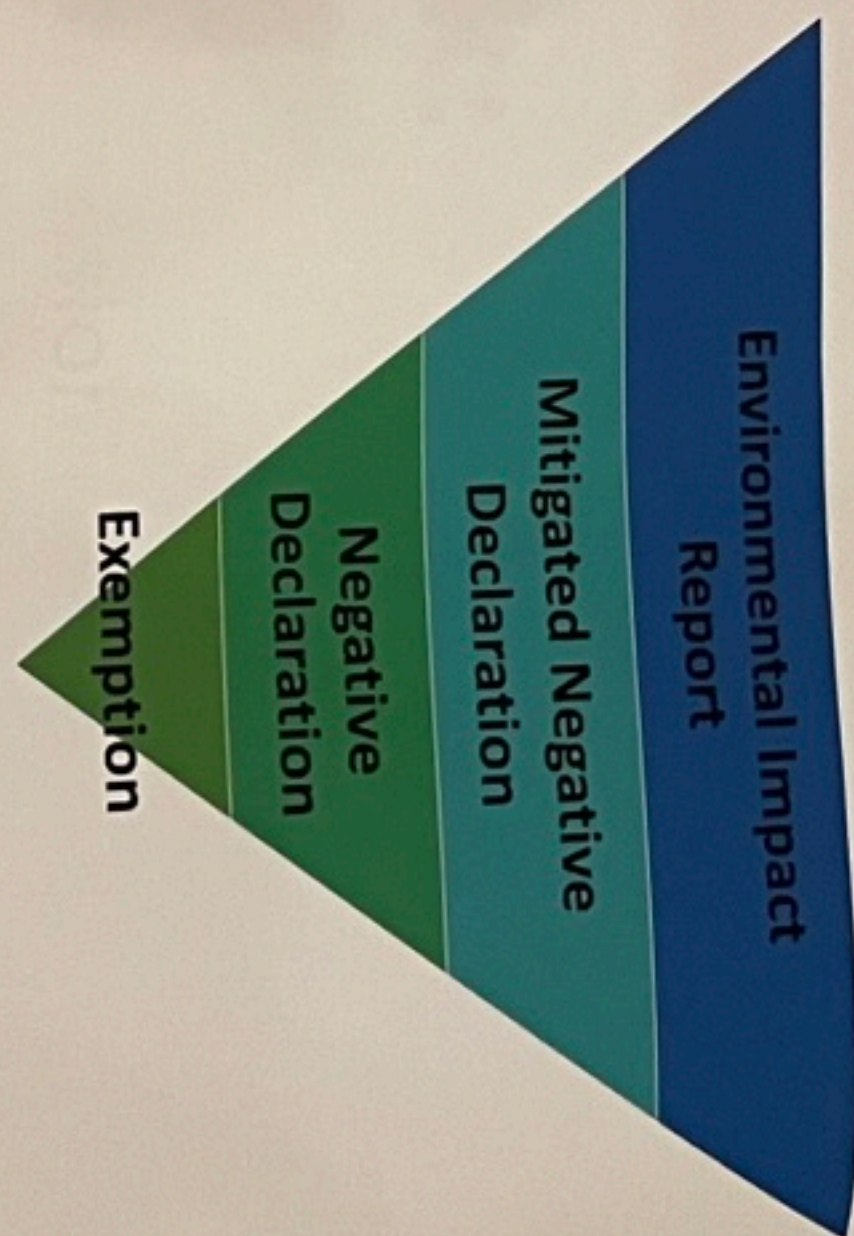 Environmental Impact
Report
Mitigated Negative
Declaration
Negative
Declaration
Exemption